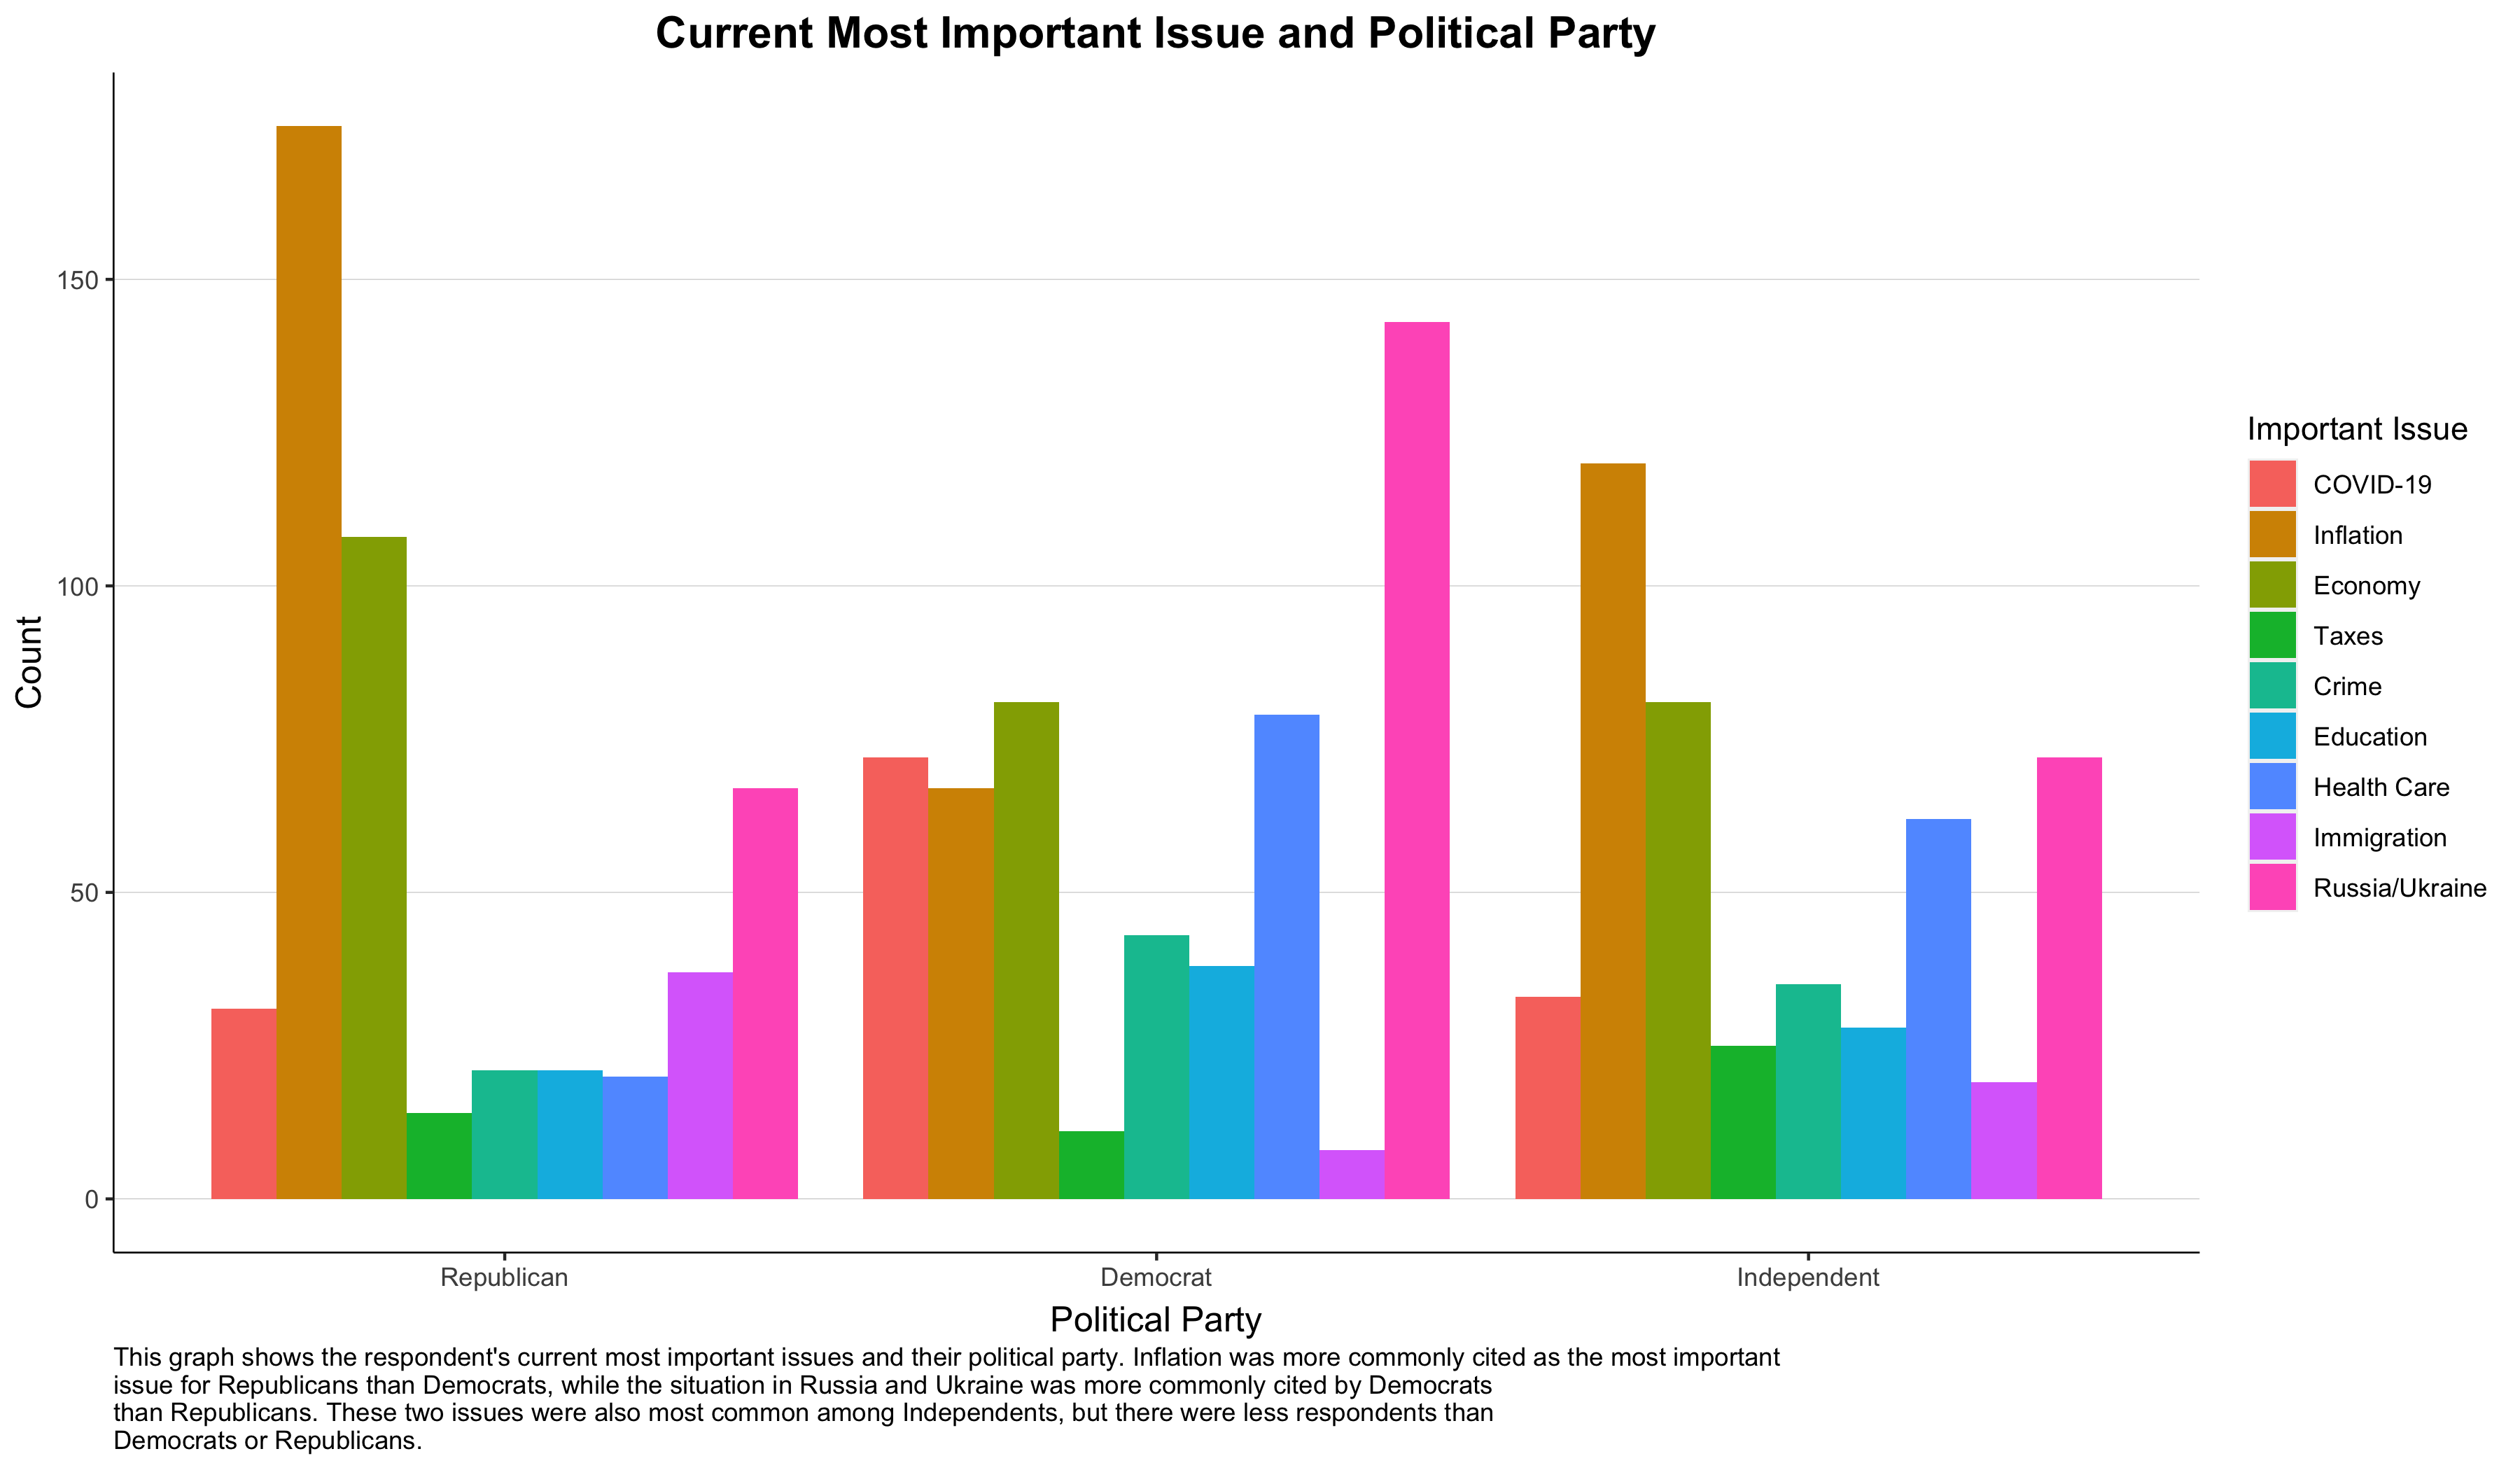 Current Most Important Issue and Political Party
Count
150
100
50
0
Republican
Democrat
Independent
Political Party
Important Issue
COVID-19
Inflation
Economy
Taxes
Crime
Education
Health Care
Immigration
Russia/Ukraine
This graph shows the respondent's current most important issues and their political party. Inflation was more commonly cited as the most important
issue for Republicans than Democrats, while the situation in Russia and Ukraine was more commonly cited by Democrats
than Republicans. These two issues were also most common among Independents, but there were less respondents than
Democrats or Republicans.